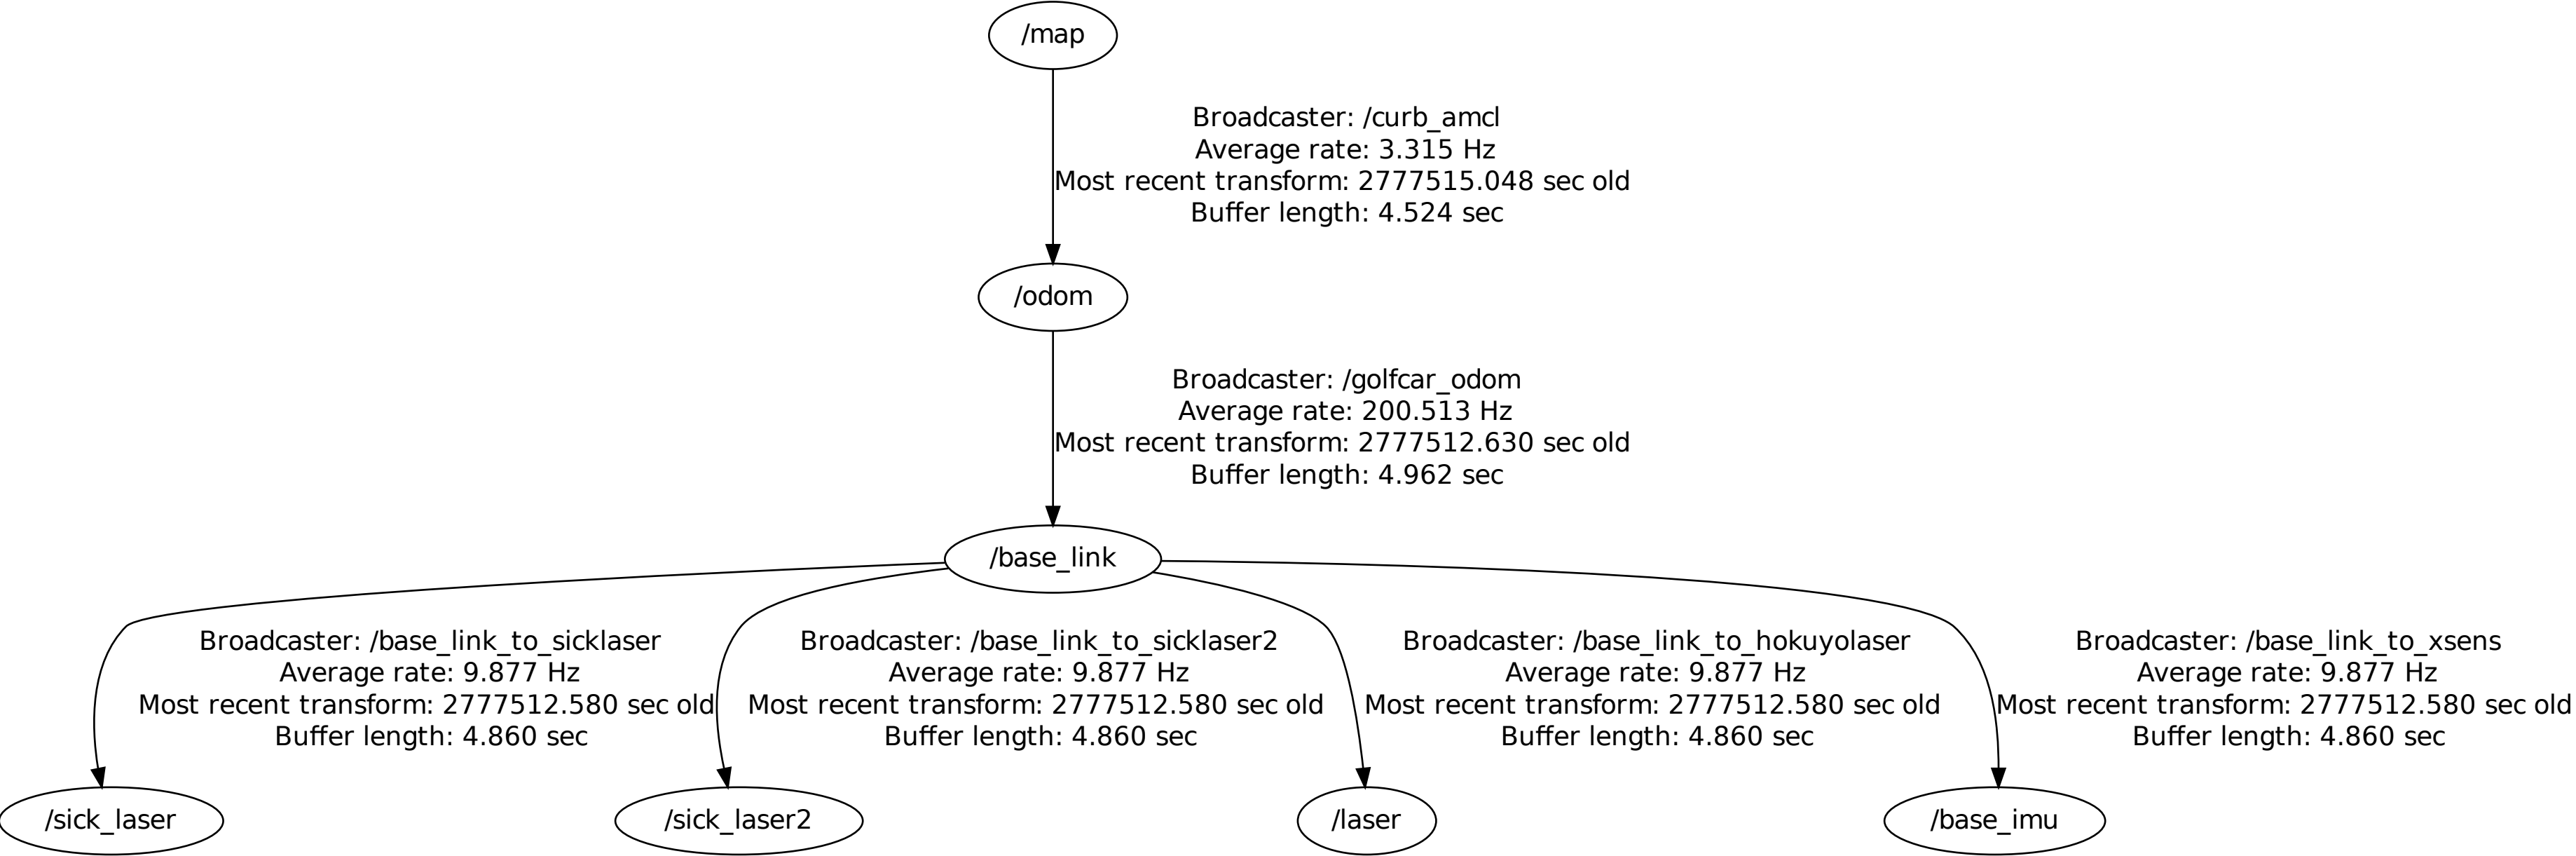 /map
Broadcaster: /curb_amcl
Average rate: 3.315 Hz
Most recent transform: 2777515.048 sec old
Buffer length: 4.524 sec
/odom
Broadcaster: /golfcar_odom
Average rate: 200.513 Hz
Most recent transform: 2777512.630 sec old
Buffer length: 4.962 sec
/base_link
Broadcaster: /base_link_to_sicklaser
Average rate: 9.877 Hz
Most recent transform: 2777512.580 sec old
Buffer length: 4.860 sec
Broadcaster: /base_link_to_sicklaser2
Average rate: 9.877 Hz
Most recent transform: 2777512.580 sec old
Buffer length: 4.860 sec
Broadcaster: /base_link_to_hokuyolaser
Average rate: 9.877 Hz
Most recent transform: 2777512.580 sec old
Buffer length: 4.860 sec
Broadcaster: /base_link_to_xsens
Average rate: 9.877 Hz
Most recent transform: 2777512.580 sec old
Buffer length: 4.860 sec
/sick_laser
/sick_laser2
/laser
/base_imu